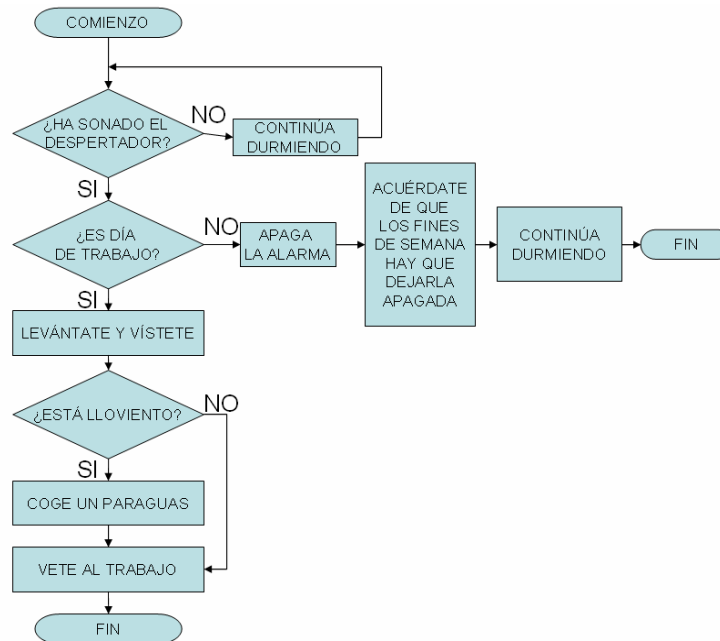 COMIENZO
¿HA SONADO EL
DESPERTADOR?
NO
CONTINÚA
DURMIENDO
SI
¿ES DÍA
DE TRABAJO?
NO
APAGA
LA ALARMA
ACUÉRDATE
DE QUE
LOS FINES
DE SEMANA
HAY QUE
DEJARLA
APAGADA
CONTINÚA
DURMIENDO
FIN
SI
LEVÁNTATE Y VÍSTETE
¿ESTÁ LLOVIENTO?
NO
SI
COGE UN PARAGUAS
VETE AL TRABAJO
FIN